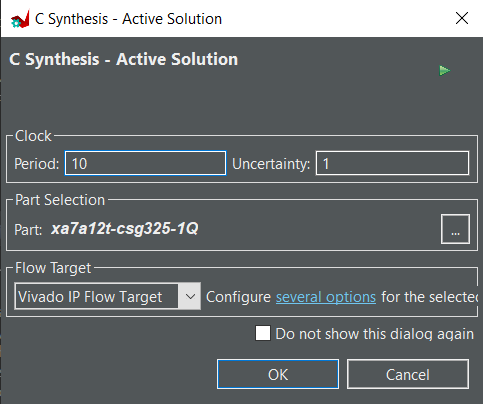 C Synthesis - Active Solution
C Synthesis - Active Solution
Clock
Period: 10 Uncertainty: 1
Part Selection
Part: xa7a12t-csg325-1Q ...
Flow Target
Vivado IP Flow Target Configure several options for the selected
Do not show this dialog again
OK Cancel